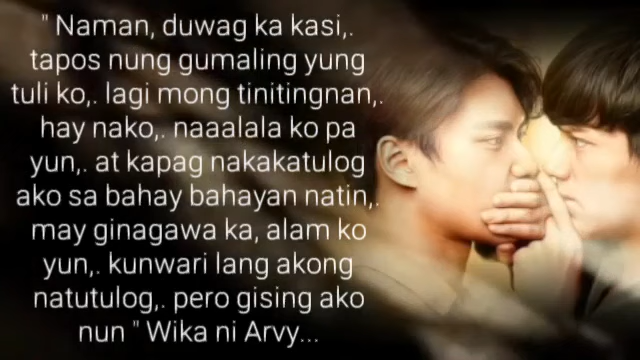 " Naman, duwag ka kasi,.
tapos nung gumaling yung
tuli ko,. lagi mong tinitingnan,.
hay nako,. naaalala ko pa
yun,. at kapag nakakatulog
ako sa bahay bahayan natin,.
may ginagawa ka, alam ko
yun,. kunwari lang akong
natutulog,. pero gising ako
nun " Wika ni Arvy...